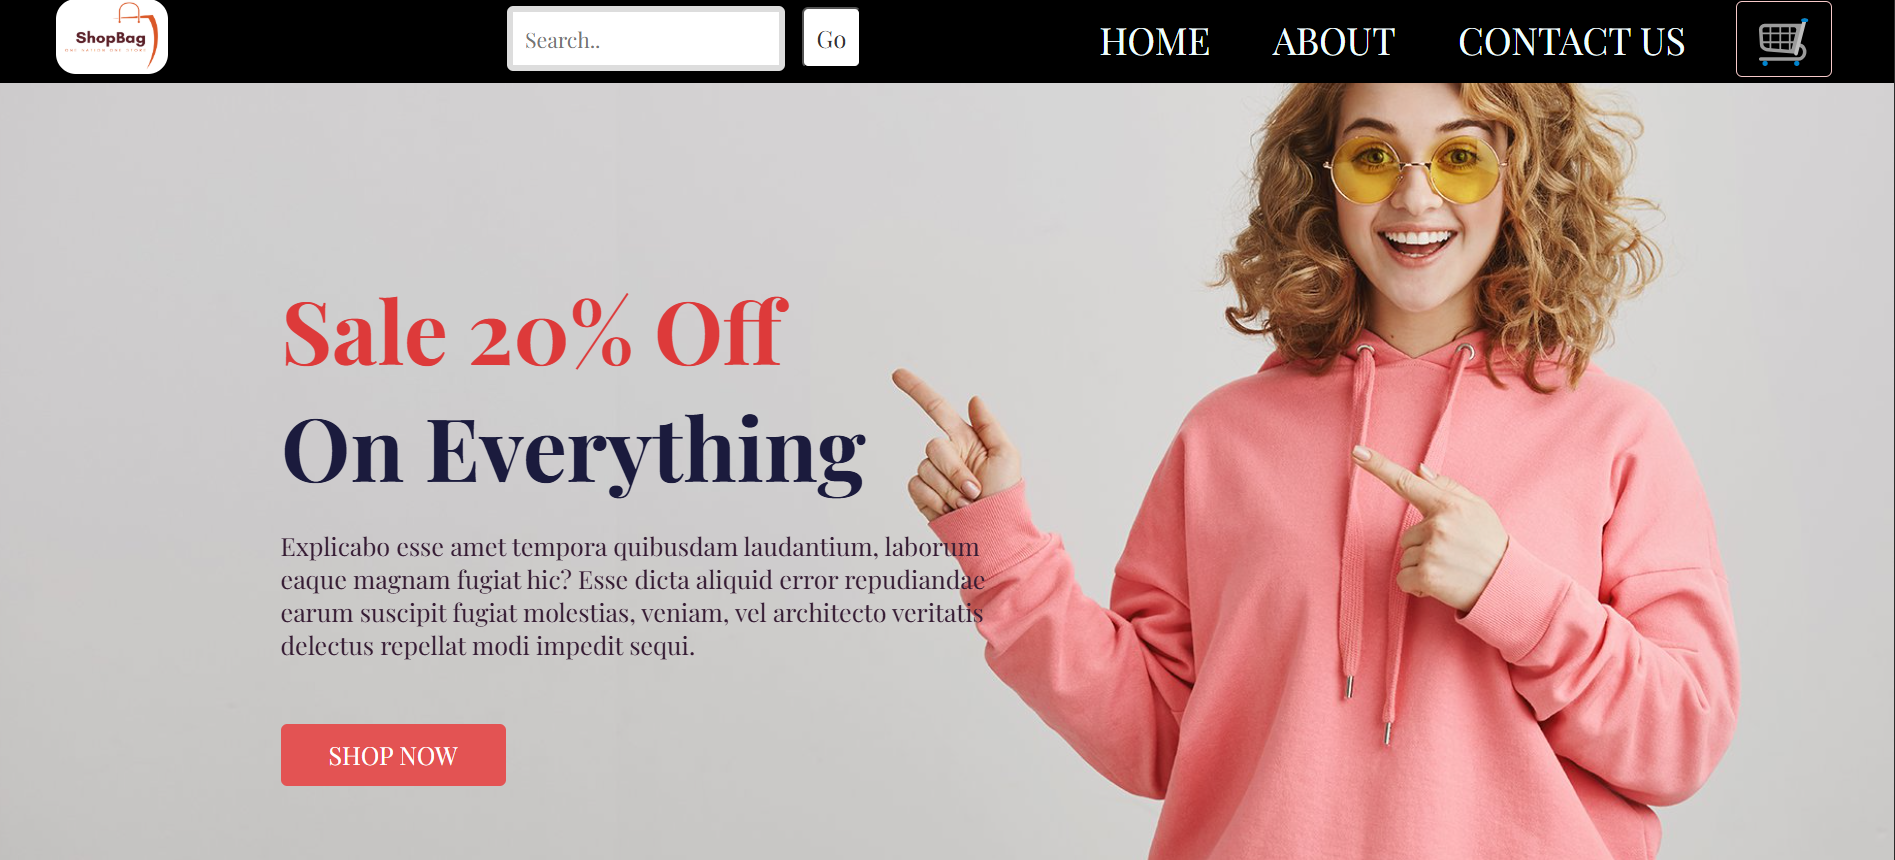 ShopBag
Search..
Go
HOME
ABOUT
CONTACT US
Sale 20% Off
On Everything
Explicabo esse amet tempora quibusdam laudantium, laborum
eaque magnam fugiat hic? Esse dicta aliquid error repudiandae
earum suscipit fugiat molestias, veniam, vel architecto veritatis
delectus repellat modi impedit sequi.
SHOP NOW